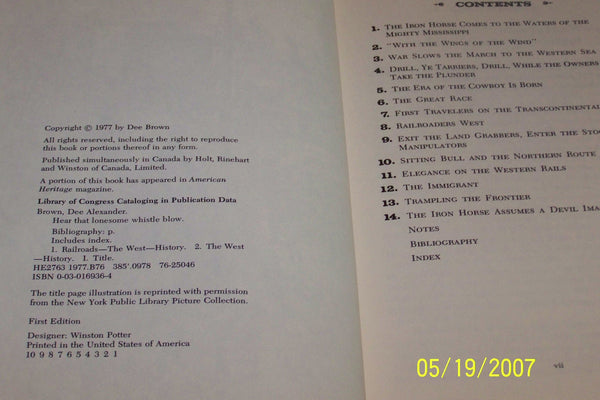 Copyright © 1977 by Dee Brown
All rights reserved, including the right to reproduce
this book or portions thereof in any form.
Published simultaneously in Canada by Holt, Rinehart
and Winston of Canada, Limited.
A portion of this book has appeared in American
Heritage magazine.
Library of Congress Cataloging in Publication Data
Brown, Dee Alexander.
Hear that lonesome whistle blow.
Bibliography: p.
Includes index.
1. Railroads—The West—History. 2. The West
—History. I. Title.
HE2763 1977.B76 385'.0978 76-25046
ISBN 0-03-016936-4
The title page illustration is reprinted with permission
from the New York Public Library Picture Collection.
First Edition
Designer: Winston Potter
Printed in the United States of America
10 9 8 7 6 5 4 3 2 1
CONTENTS
1. The Iron Horse Comes to the Waters of the
Mighty Mississippi
2. "With the Wings of the Wind"
3. War Slows the March to the Western Sea
4. Drill, Ye Tarriers, Drill, While the Owners
Take the Plunder
5. The Era of the Cowboy Is Born
6. The Great Race
7. First Travelers on the Transcontinental
8. Railroaders West
9. Exit the Land Grabbers, Enter the Sto
Manipulators
10. Sitting Bull and the Northern Route
11. Elegance on the Western Rails
12. The Immigrant
13. Trampling the Frontier
14. The Iron Horse Assumes a Devil Ima
Notes
Bibliography
Index
vii
05/19/2007